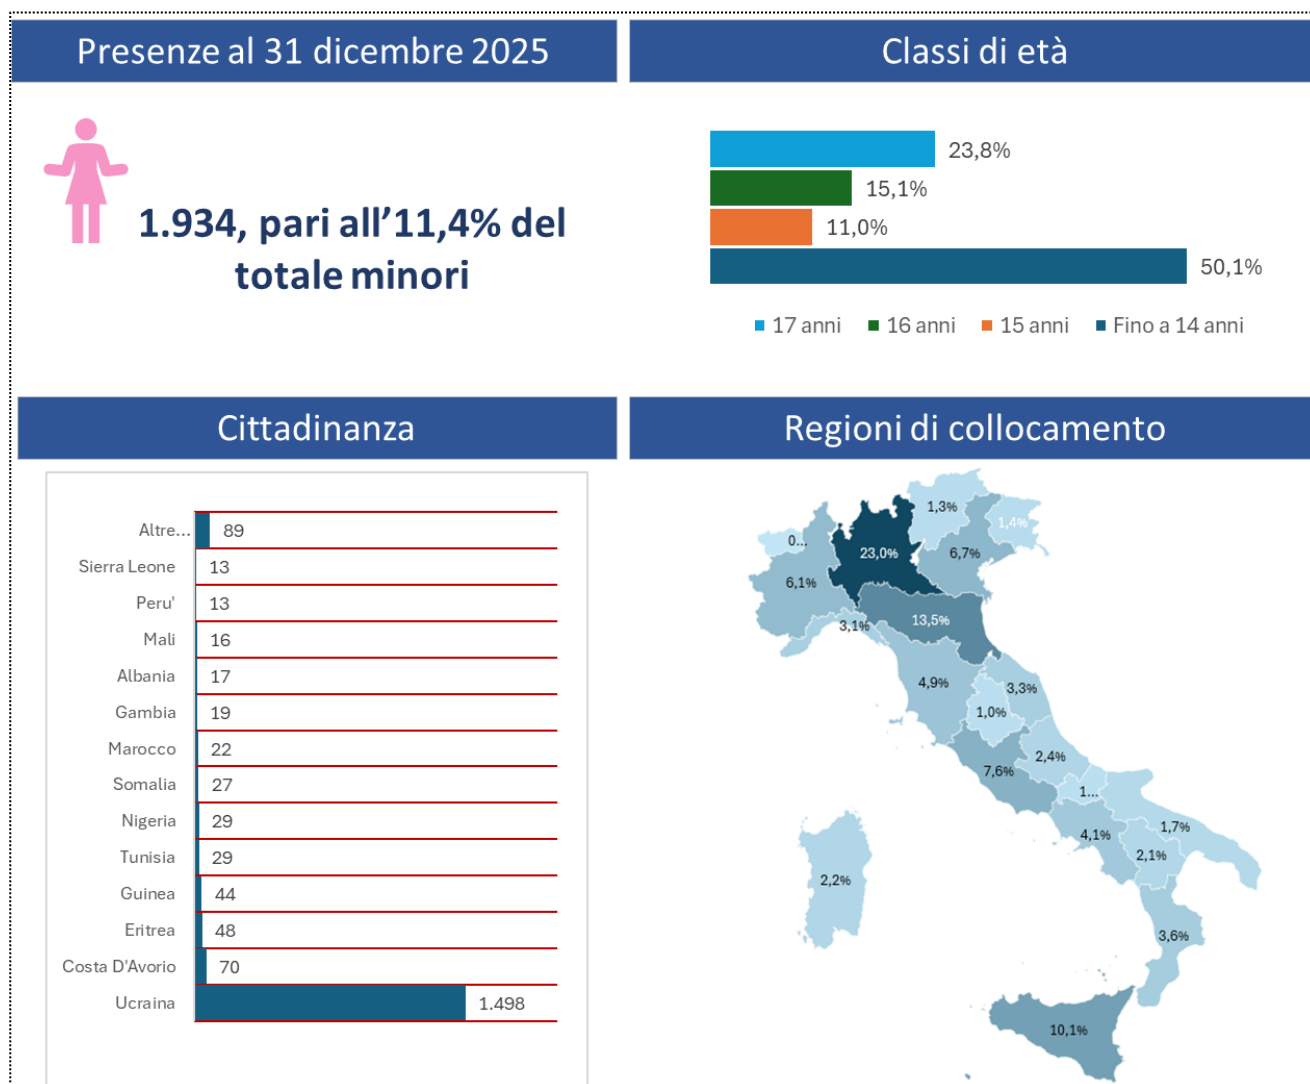 Presenze al 31 dicembre 2025
1.934, pari all'11,4% del
totale minori
Classi di età
23,8%
15,1%
11,0%
50,1%
17 anni
16 anni
15 anni
Fino a 14 anni
Cittadinanza
Altre... 89
Sierra Leone 13
Peru' 13
Mali 16
Albania 17
Gambia 19
Marocco 22
Somalia 27
Nigeria 29
Tunisia 29
Guinea 44
Eritrea 48
Costa D'Avorio 70
Ucraina 1.498
Regioni di collocamento
1,3%
1,4%
0...
23,0%
6,7%
6,1%
3,1%
13,5%
4,9%
3,3%
1,0%
2,4%
7,6%
1...
4,1%
1,7%
2,1%
2,2%
3,6%
10,1%